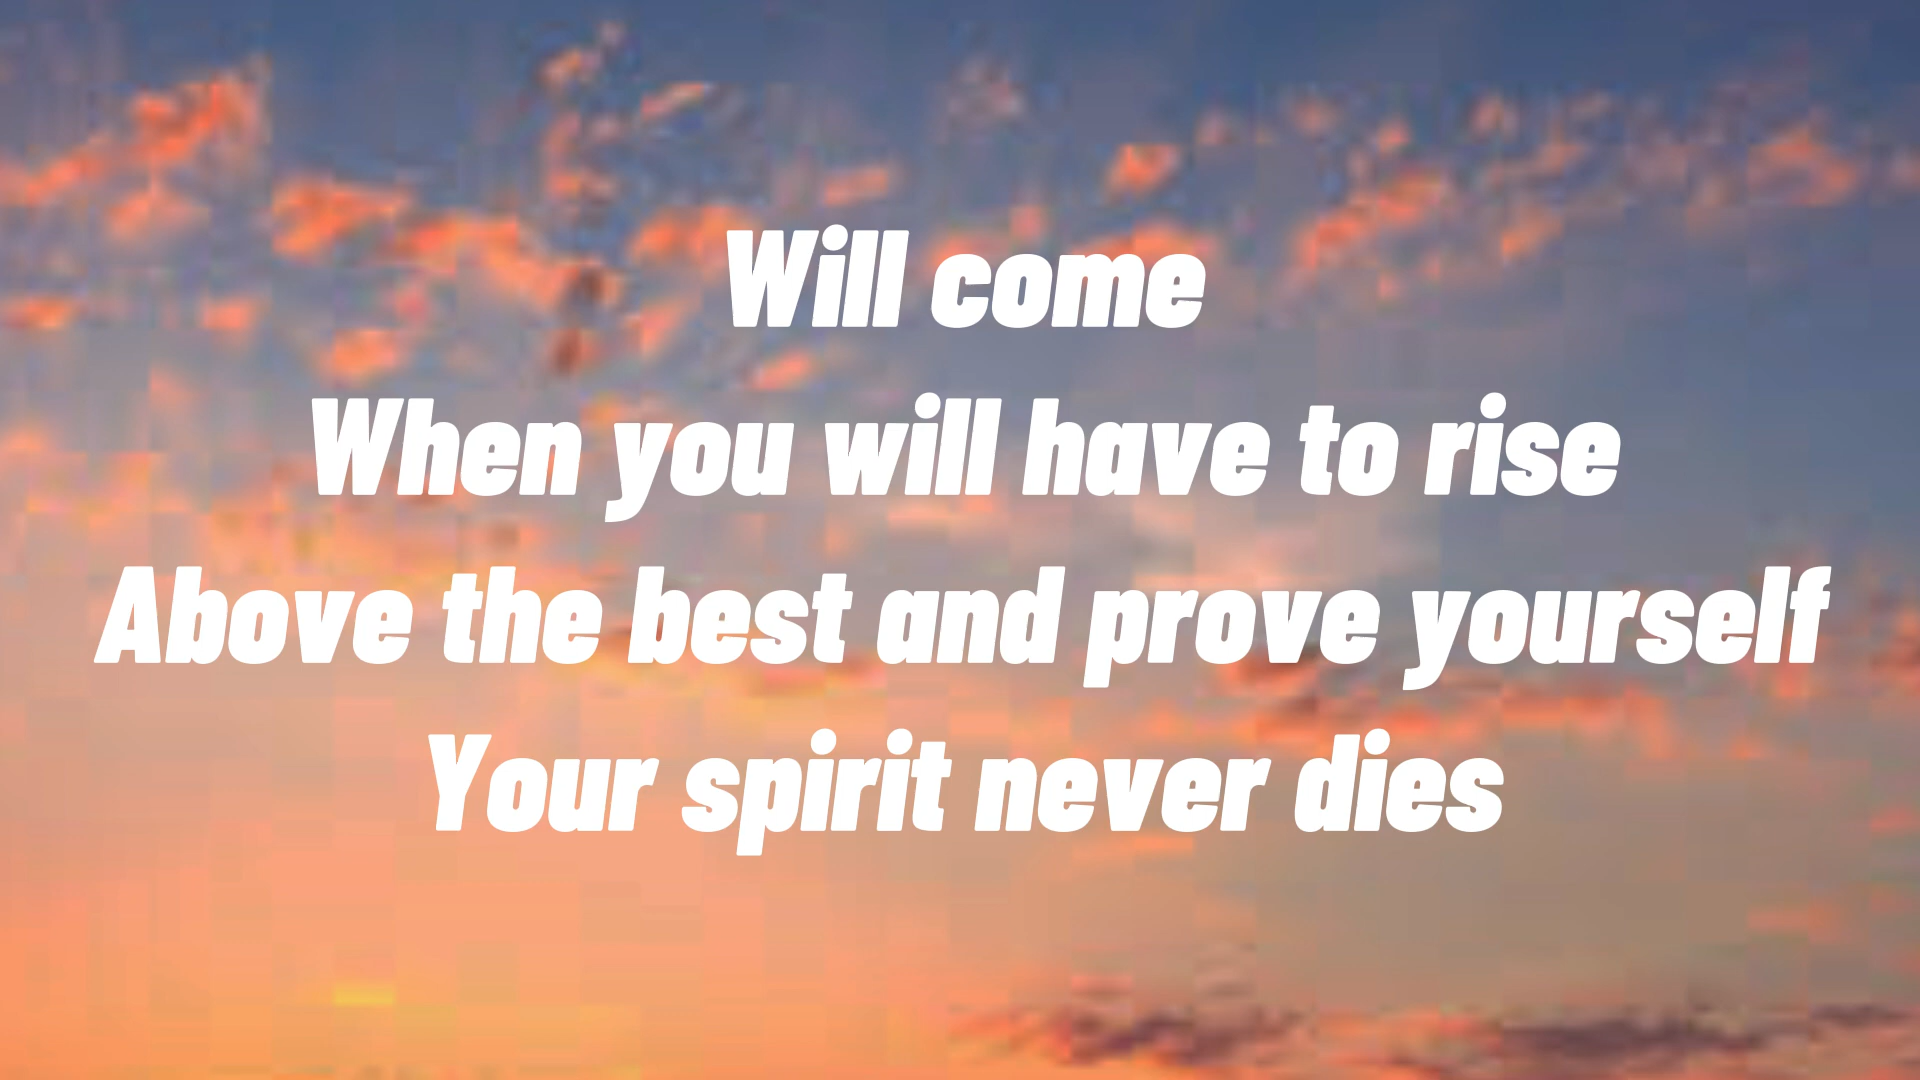 Will come
When you will have to rise
Above the best and prove yourself
Your spirit never dies